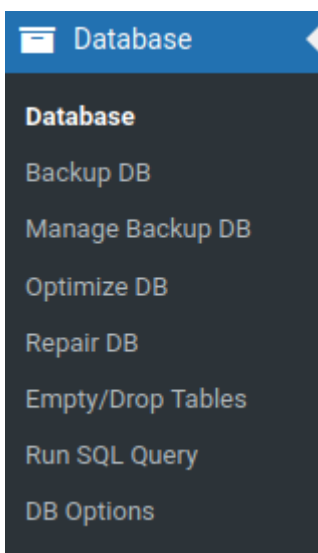 Database
Database
Backup DB
Manage Backup DB
Optimize DB
Repair DB
Empty/Drop Tables
Run SQL Query
DB Options